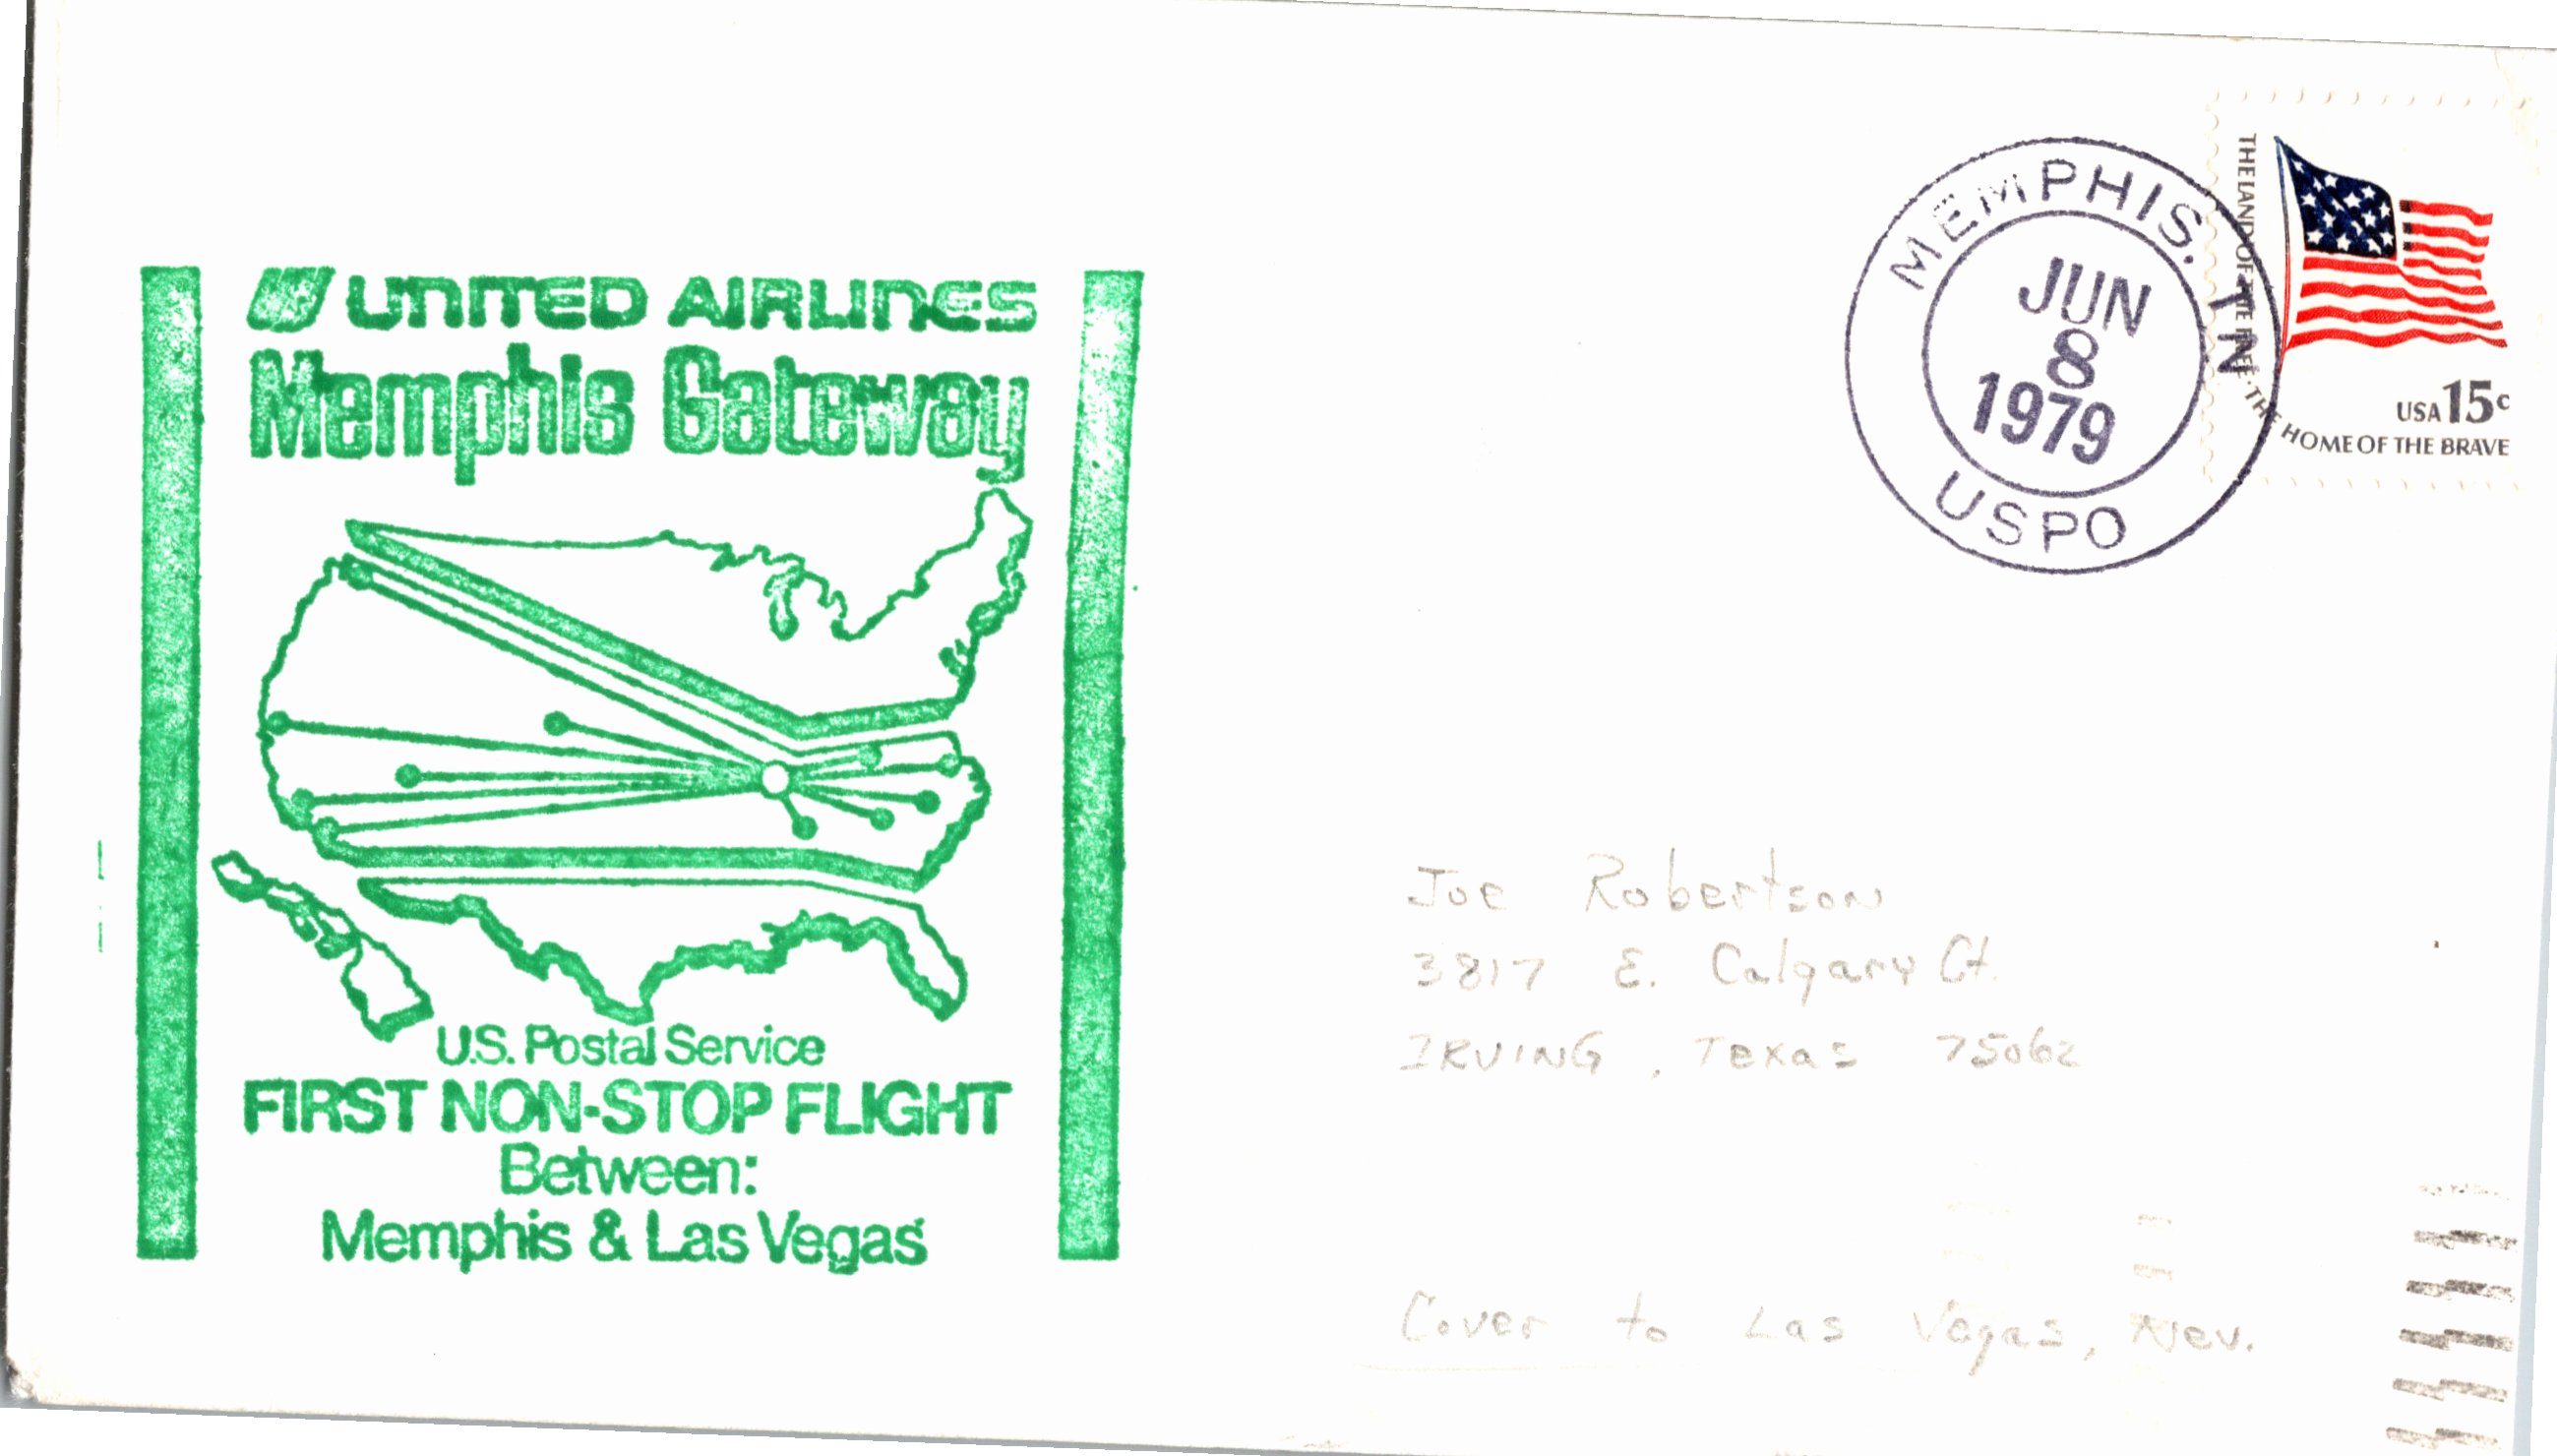 UNITED AIRLINES
Memphis Gateway
U.S. Postal Service
FIRST NON-STOP FLIGHT
Between:
Memphis & Las Vegas
MEMPHIS, TN
JUN
8
1979
USPO
THE LAND OF THE FREE · THE HOME OF THE BRAVE
USA 15c
Joe Robertson
3817 E. Calgary Ct.
IRVING, Texas 75062
Cover to Las Vegas, Nev.